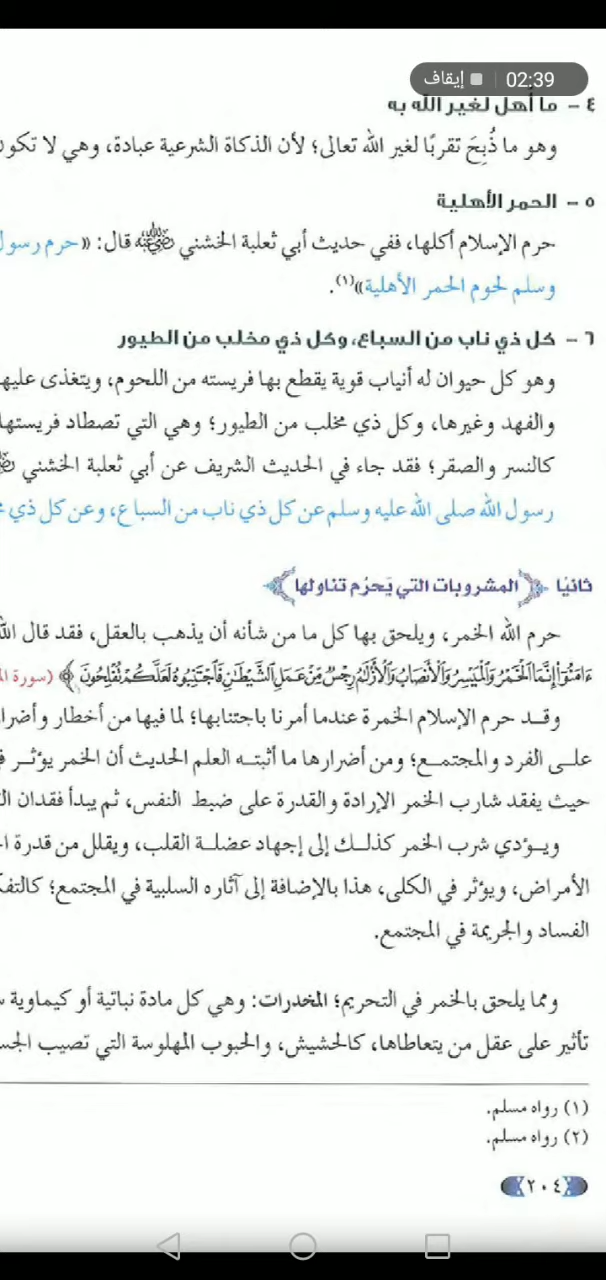 02:39 إيقاف
٤ - ما أهل لغير الله به
وهو ما ذُبِحَ تقربًا لغير الله تعالى؛ لأن الذكاة الشرعية عبادة، وهي لا تكون
٥ - الحمر الأهلية
حرم الإسلام أكلها، ففي حديث أبي ثعلبة الخشني رضي الله عنه قال: «حرم رسول
وسلم لحوم الحمر الأهلية»(١).
٦ - كل ذي ناب من السباع، وكل ذي مخلب من الطيور
وهو كل حيوان له أنياب قوية يقطع بها فريسته من اللحوم، ويتغذى عليه
والفهد وغيرها، وكل ذي مخلب من الطيور؛ وهي التي تصطاد فريستها
كالنسر والصقر؛ فقد جاء في الحديث الشريف عن أبي ثعلبة الخشني
رسول الله صلى الله عليه وسلم عن كل ذي ناب من السباع، وعن كل ذي
ثانيًا ﴿المشروبات التي يَحرُم تناولها﴾
حرم الله الخمر، ويلحق بها كل ما من شأنه أن يذهب بالعقل، فقد قال الله
ءَامَنُوٓاْ إِنَّمَا ٱلۡخَمۡرُ وَٱلۡمَيۡسِرُ وَٱلۡأَنصَابُ وَٱلۡأَزۡلَٰمُ رِجۡسٞ مِّنۡ عَمَلِ ٱلشَّيۡطَٰنِ فَٱجۡتَنِبُوهُ لَعَلَّكُمۡ تُفۡلِحُونَ ﴾ (سورة
وقـد حرم الإسلام الخمرة عندما أمرنا باجتنابها؛ لما فيها من أخطار وأضرا
علـى الفرد والمجتمـع؛ ومن أضرارها ما أثبتـه العلم الحديث أن الخمر يؤثـر
حيث يفقد شارب الخمر الإرادة والقدرة على ضبط النفس، ثم يبدأ فقدان
ويـؤدي شرب الخمر كذلـك إلى إجهاد عضلـة القلب، ويقلل من قدرة
الأمراض، ويؤثر في الكلى، هذا بالإضافة إلى آثاره السلبية في المجتمع؛ كالتفك
الفساد والجريمة في المجتمع.
ومما يلحق بالخمر في التحريم؛ المخدرات: وهي كل مادة نباتية أو كيماوية
تأثير على عقل من يتعاطاها، كالحشيش، والحبوب المهلوسة التي تصيب الجس
(١) رواه مسلم.
(٢) رواه مسلم.
٢٠٤